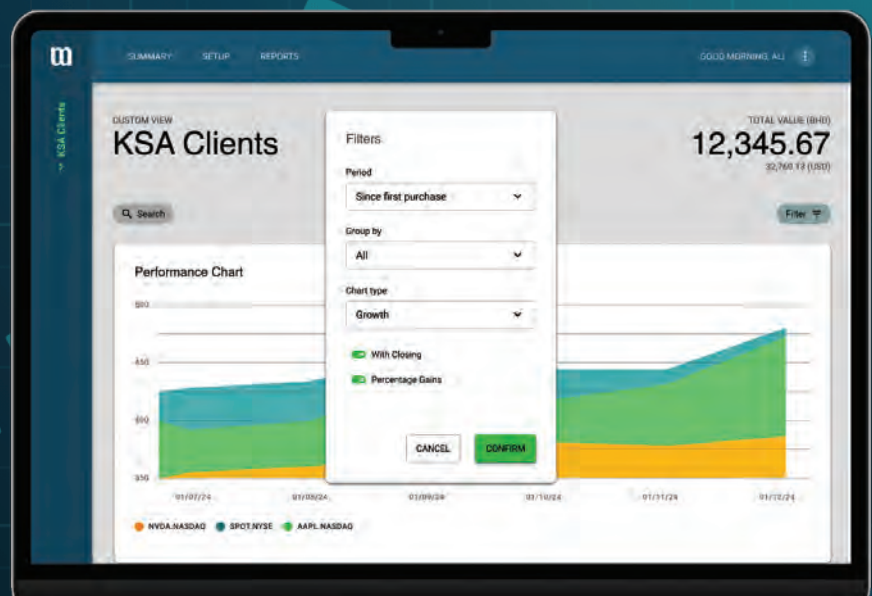 m
SUMMARY SETUP REPORTS
GOOD MORNING, ALI
KSA Clients
CUSTOM VIEW
KSA Clients
TOTAL VALUE (BHD)
12,345.67
(USD)
Search
Filter
Filters
Period
Since first purchase
Group by
All
Chart type
Growth
With Closing
Percentage Gains
CANCEL CONFIRM
Performance Chart
01/07/24 01/08/24 01/09/24 01/10/24 01/11/24 01/12/24
NVDA.NASDAQ SPOT.NYSE AAPL.NASDAQ